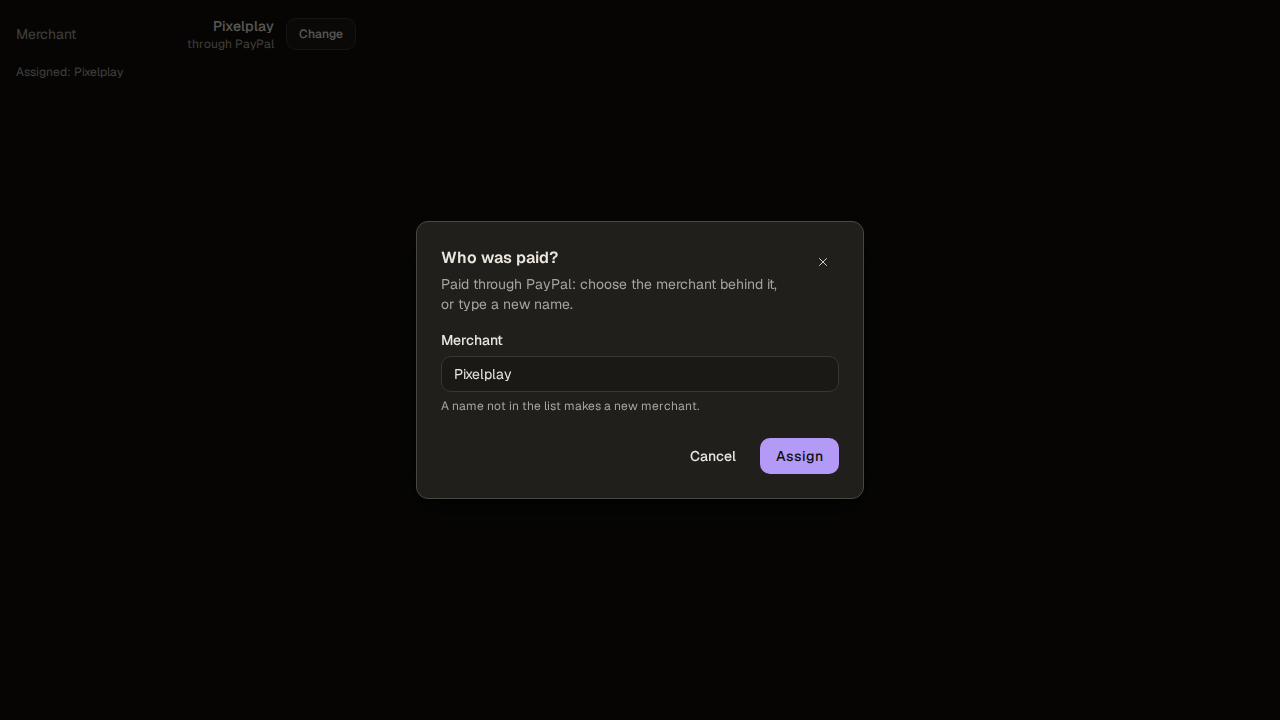 Merchant
Pixelplay
through PayPal
Change
Assigned: Pixelplay
Who was paid?
Paid through PayPal: choose the merchant behind it,
or type a new name.
Merchant
Pixelplay
A name not in the list makes a new merchant.
Cancel
Assign